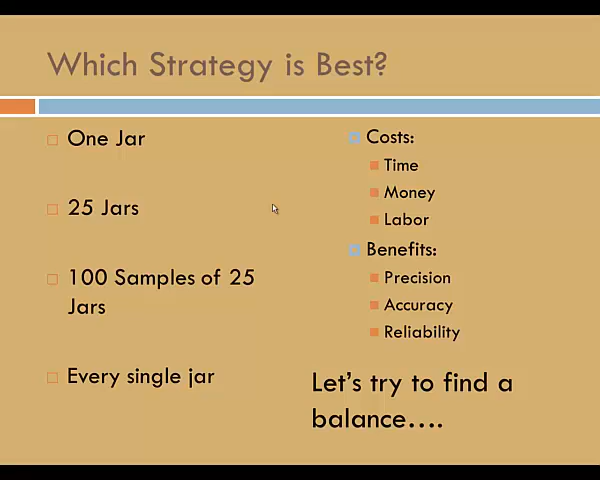 Which Strategy is Best?
One Jar
25 Jars
100 Samples of 25
Jars
Every single jar
Costs:
Time
Money
Labor
Benefits:
Precision
Accuracy
Reliability
Let’s try to find a
balance….